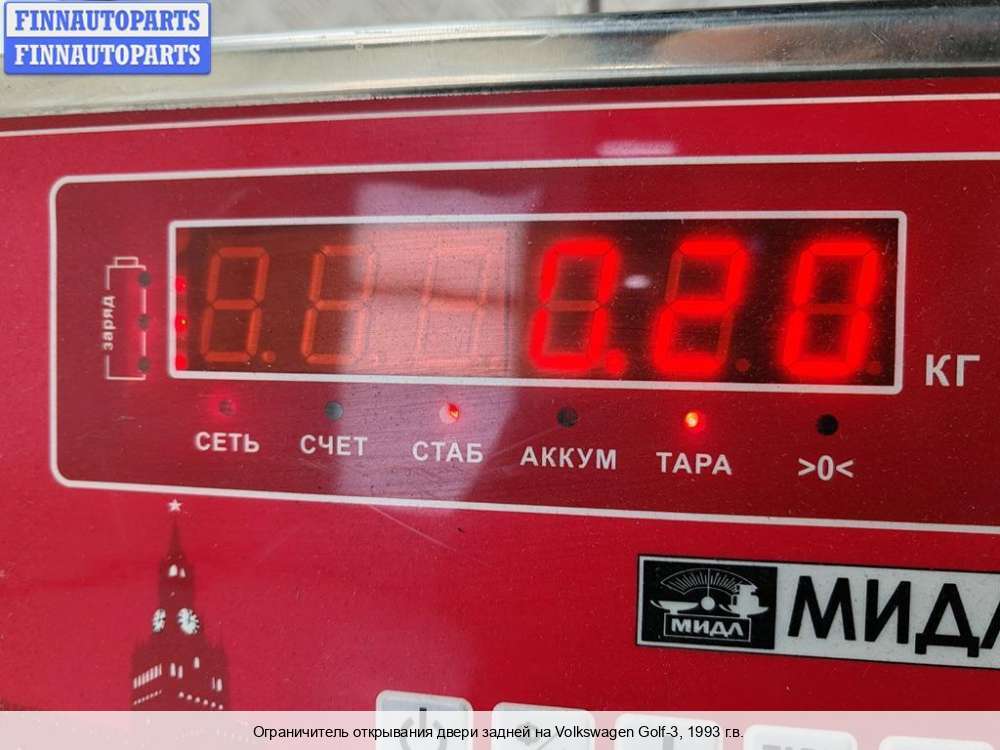 FINNAUTOPARTS
FINNAUTOPARTS
заряд
0.20
КГ
СЕТЬ СЧЕТ СТАБ АККУМ ТАРА >0<
МИДЛ
МИДЛ
Ограничитель открывания двери задней на Volkswagen Golf-3, 1993 г.в.